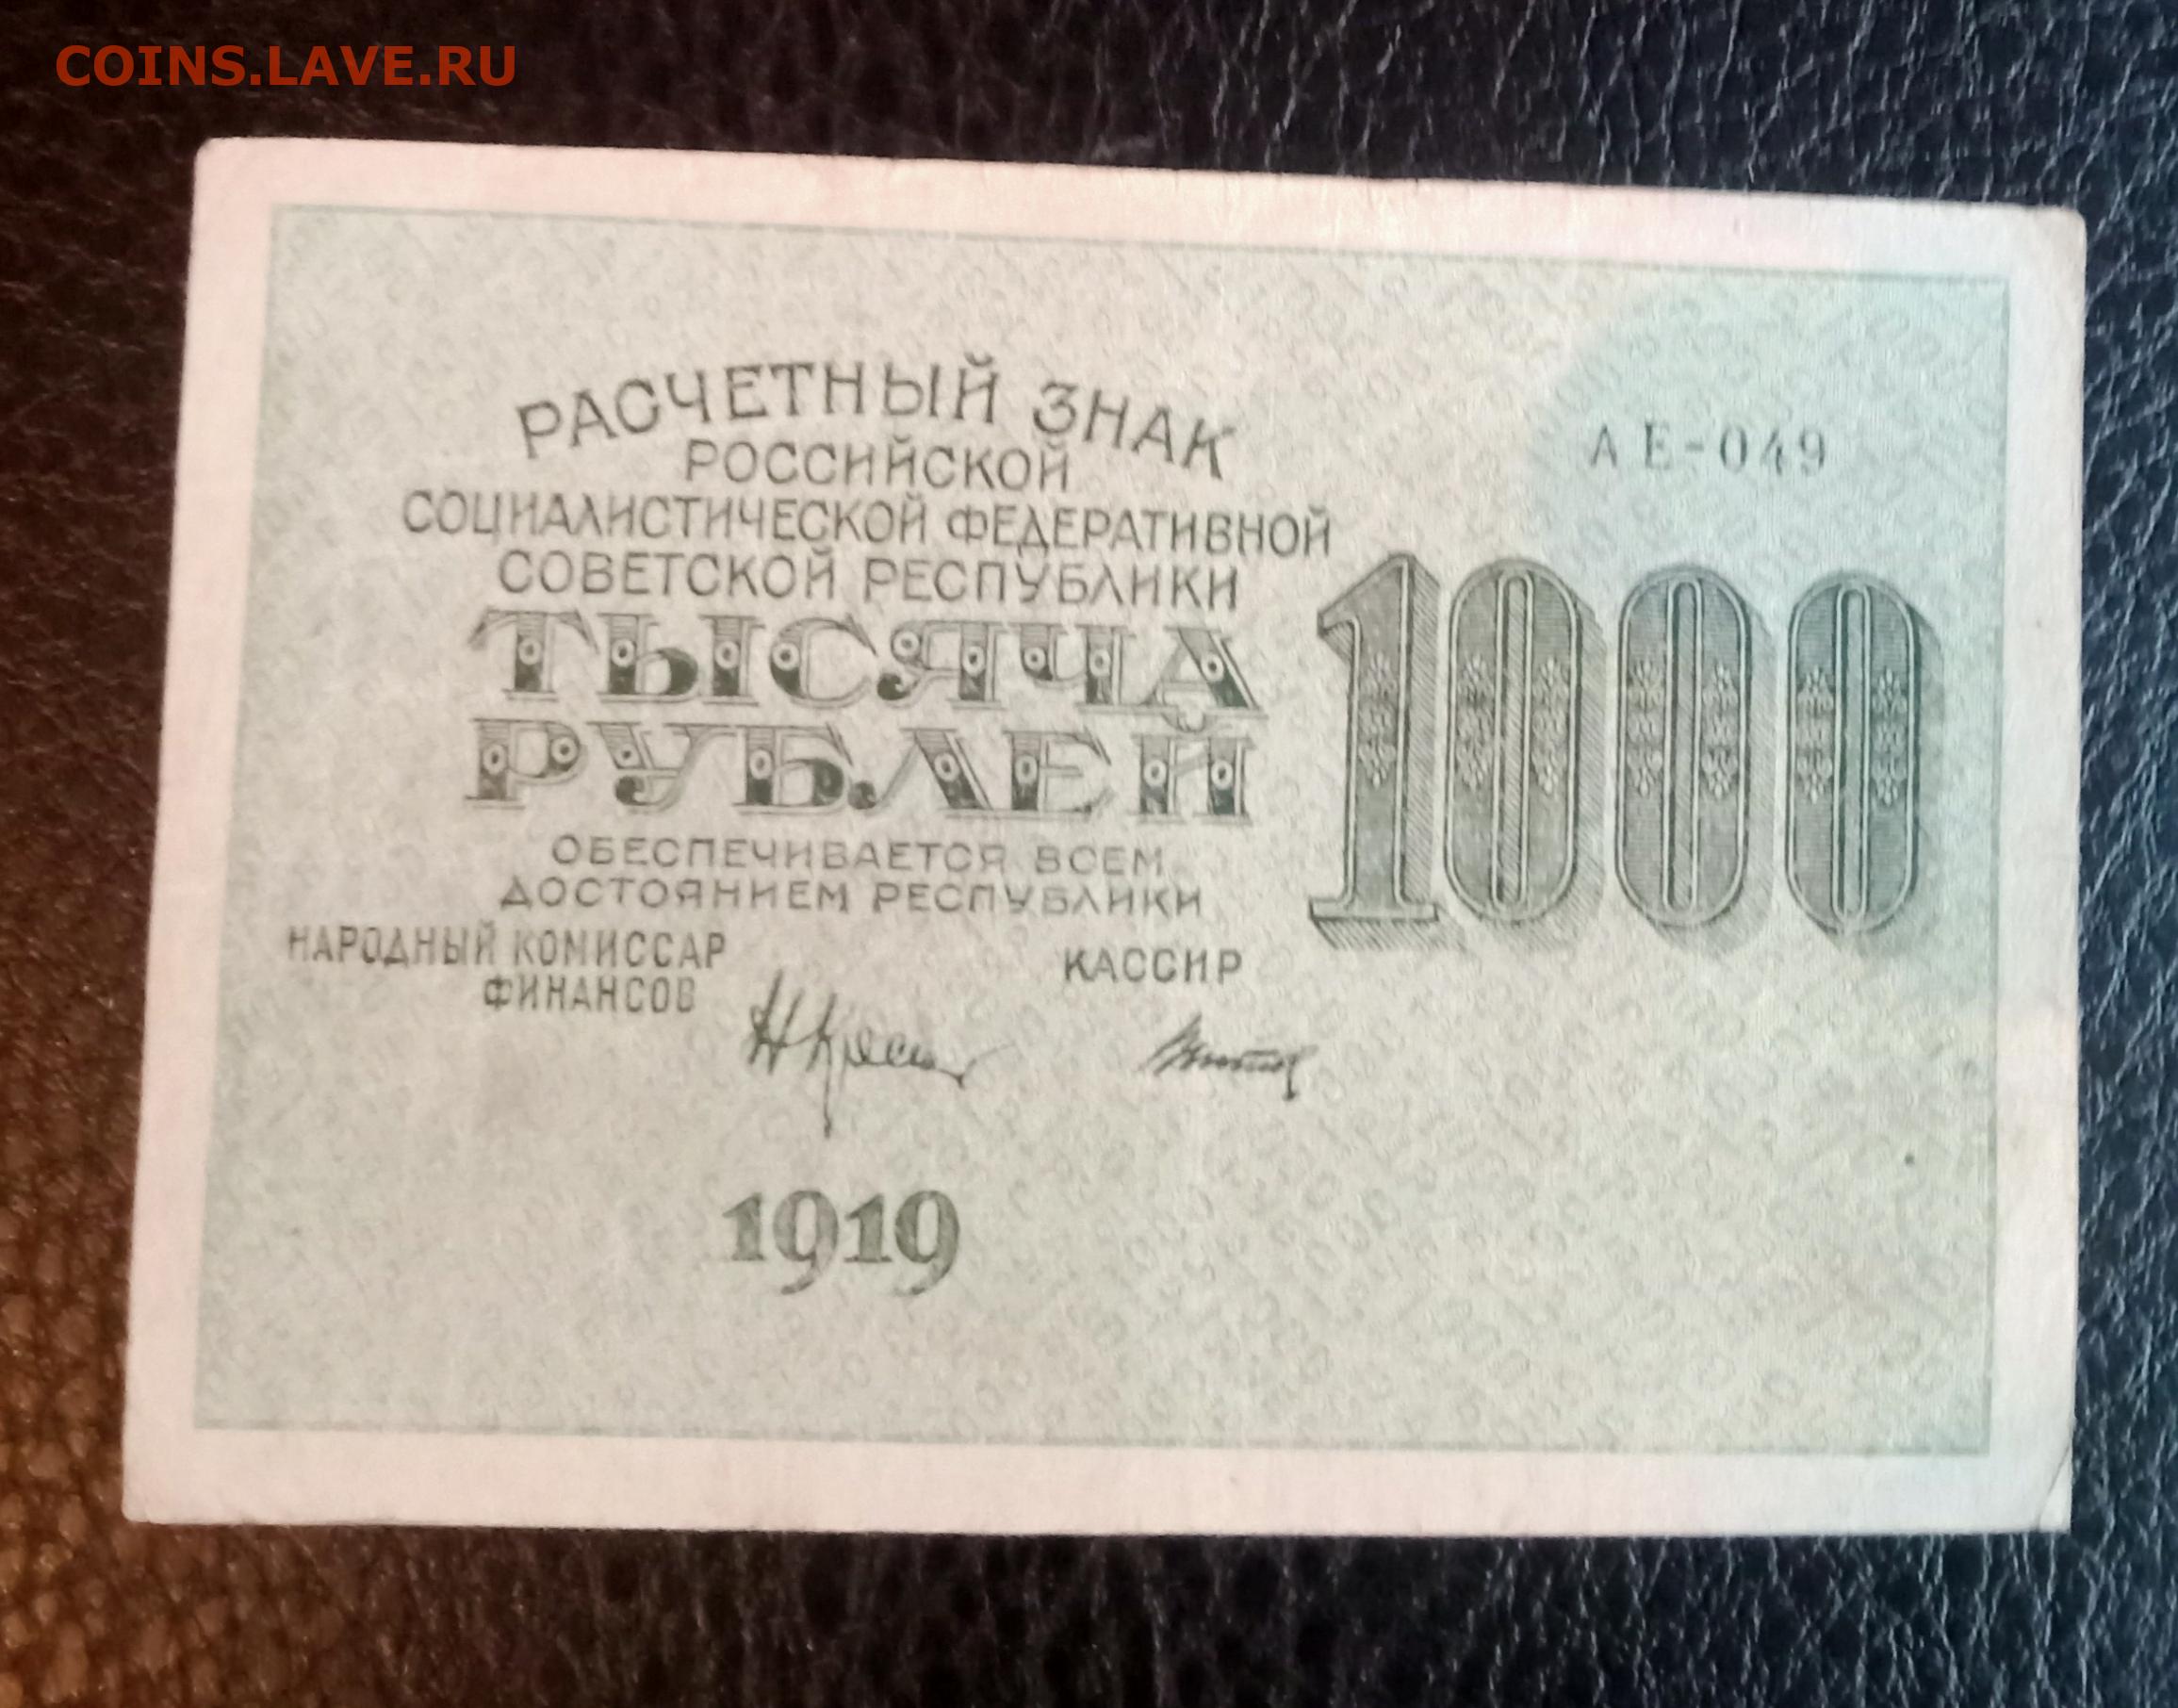 COINS.LAVE.RU
РАСЧЕТНЫЙ ЗНАК
РОССИЙСКОЙ
СОЦИАЛИСТИЧЕСКОЙ ФЕДЕРАТИВНОЙ
СОВЕТСКОЙ РЕСПУБЛИКИ
ТЫСЯЧА
РУБЛЕЙ
ОБЕСПЕЧИВАЕТСЯ ВСЕМ
ДОСТОЯНИЕМ РЕСПУБЛИКИ
НАРОДНЫЙ КОМИССАР
ФИНАНСОВ
КАССИР
1919
АЕ-049
1000